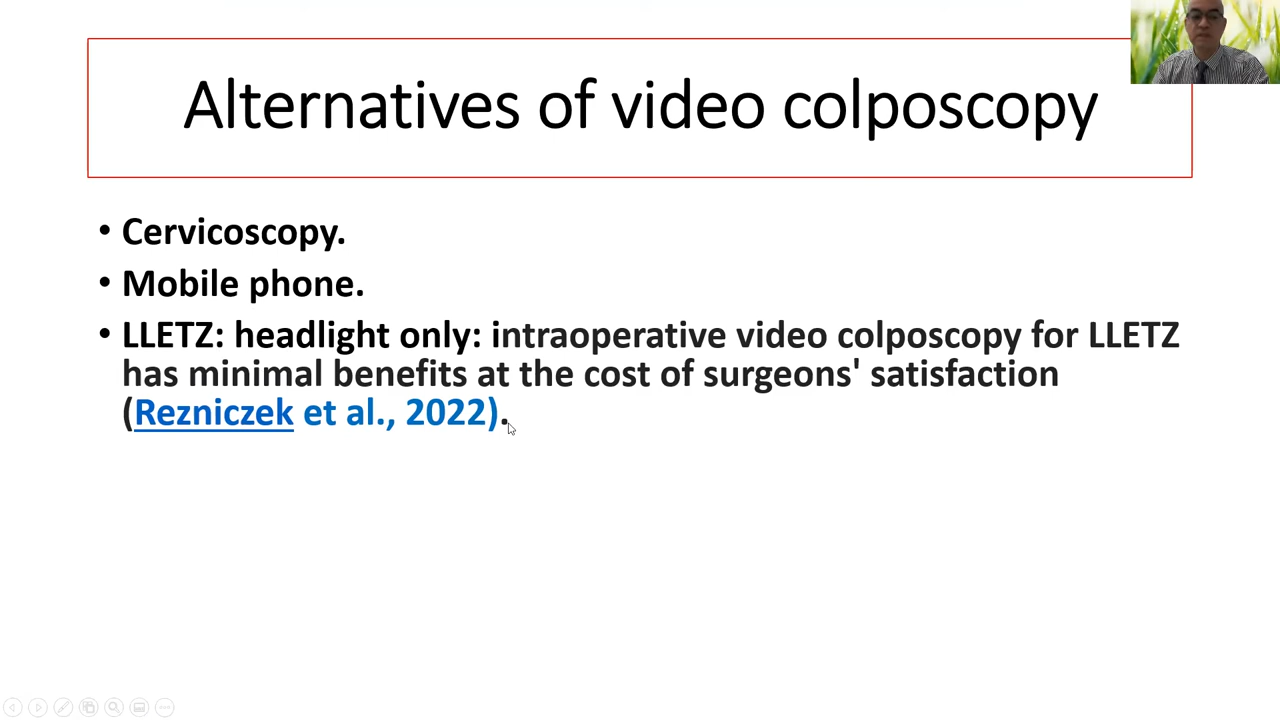 Alternatives of video colposcopy
• Cervicoscopy.
• Mobile phone.
• LLETZ: headlight only: intraoperative video colposcopy for LLETZ
has minimal benefits at the cost of surgeons' satisfaction
(Rezniczek et al., 2022).